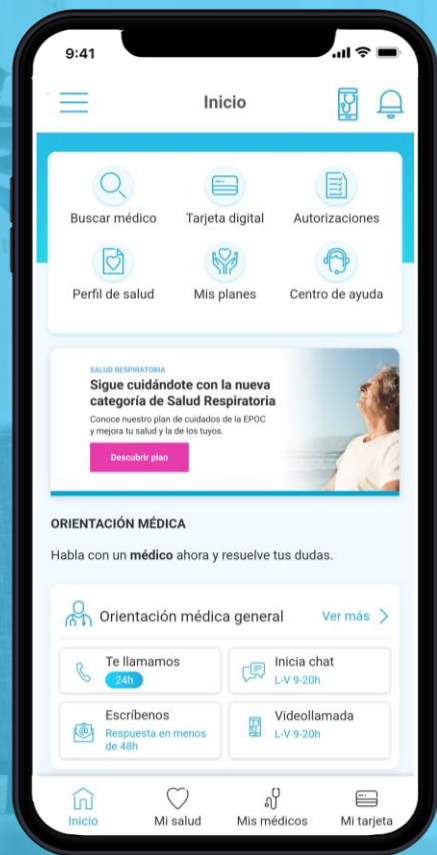 9:41
Inicio
Buscar médico
Tarjeta digital
Autorizaciones
Perfil de salud
Mis planes
Centro de ayuda
SALUD RESPIRATORIA
Sigue cuidándote con la nueva
categoría de Salud Respiratoria
Conoce nuestro plan de cuidados de la EPOC
y mejora tu salud y la de los tuyos.
Descubrir plan
ORIENTACIÓN MÉDICA
Habla con un médico ahora y resuelve tus dudas.
Orientación médica general
Ver más
Te llamamos
24h
Inicia chat
L-V 9-20h
Escríbenos
Respuesta en menos
de 48h
Videollamada
L-V 9-20h
Inicio
Mi salud
Mis médicos
Mi tarjeta